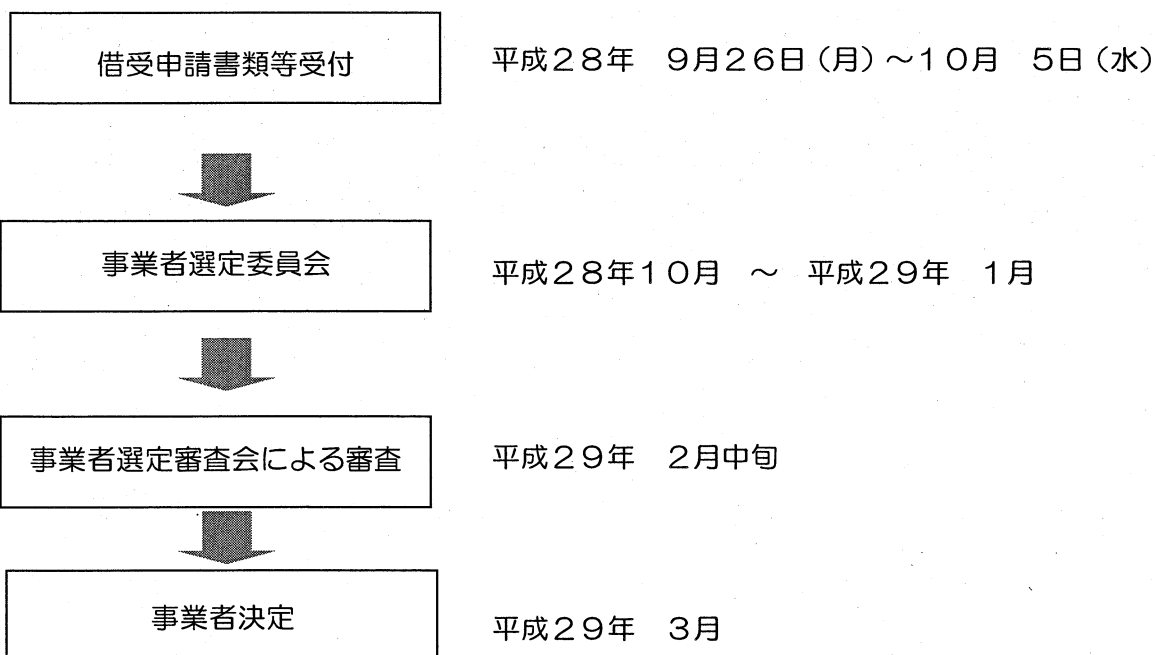 借受申請書類等受付
平成28年 9月26日(月)~10月 5日(水)
事業者選定委員会
平成28年10月 ~ 平成29年 1月
事業者選定審査会による審査
平成29年 2月中旬
事業者決定
平成29年 3月